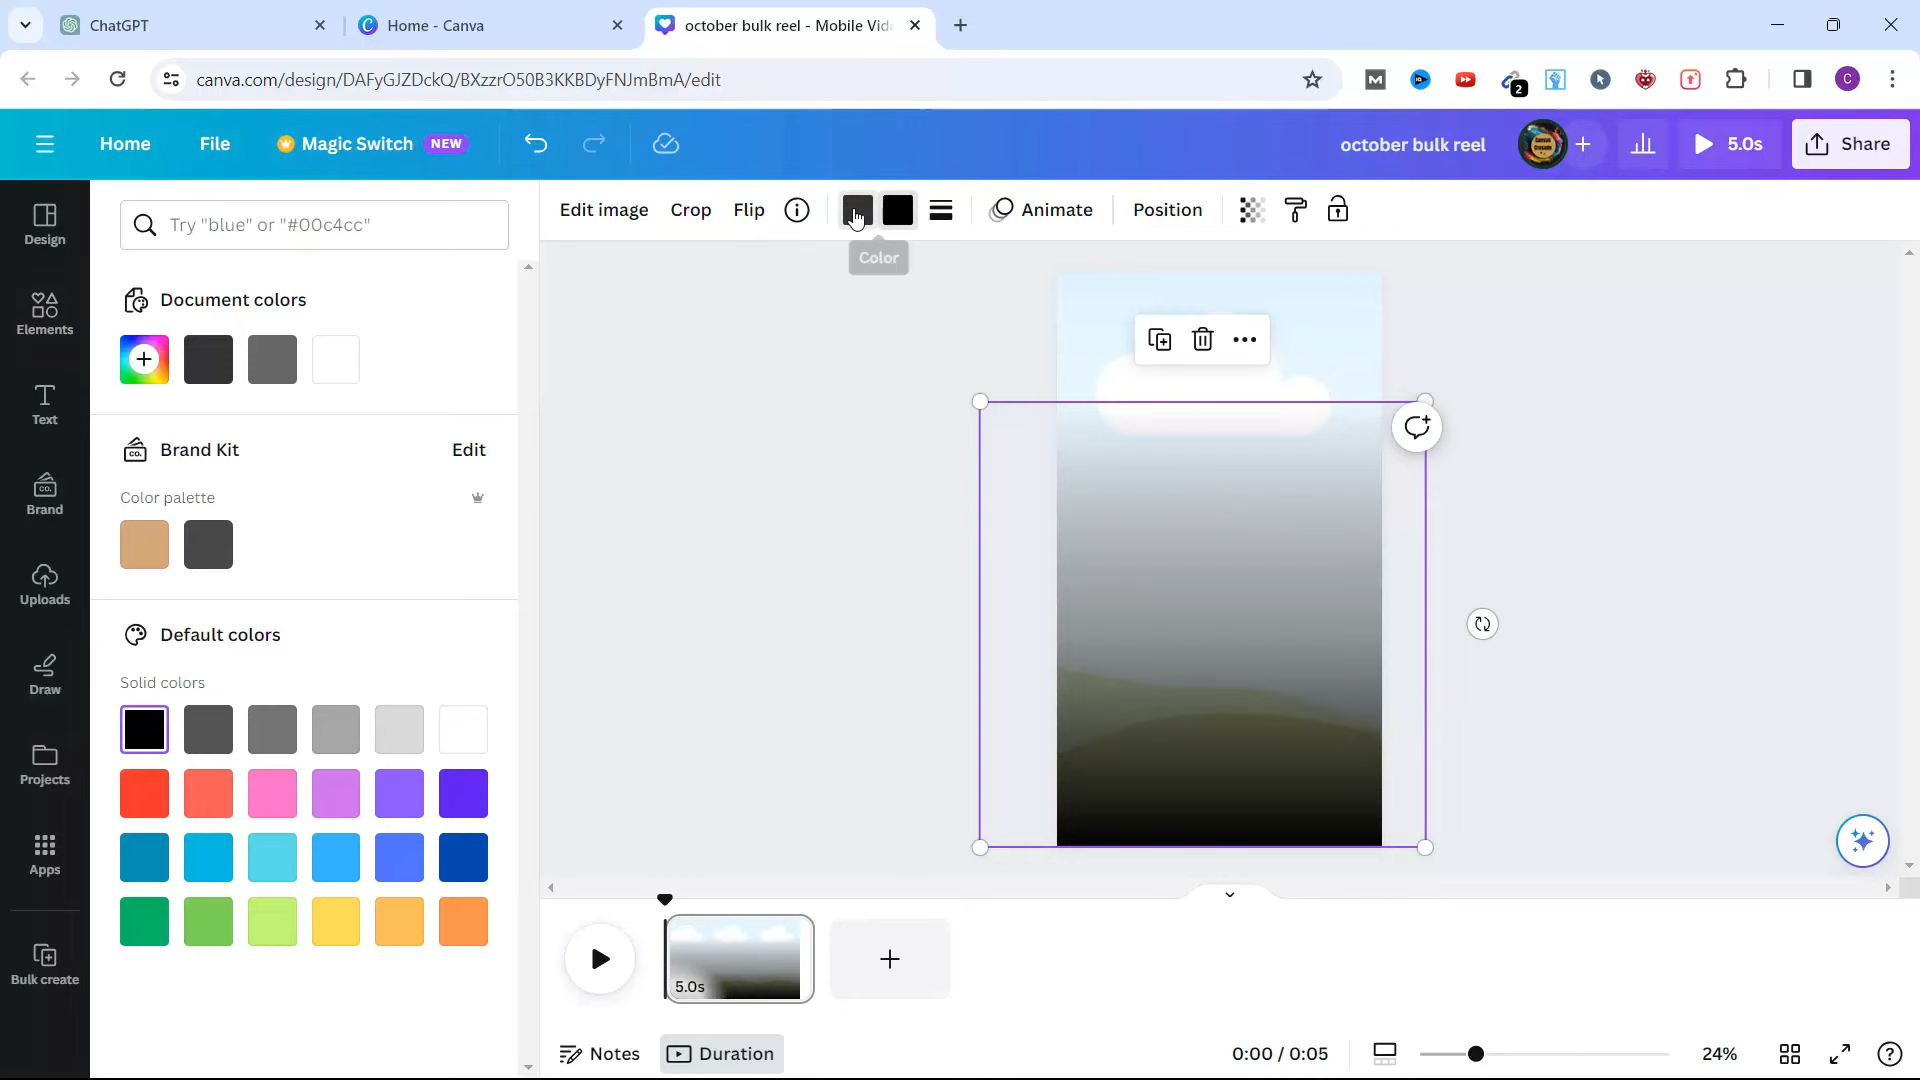 ChatGPT
Home - Canva
october bulk reel - Mobile Vid
canva.com/design/DAFyGJZDckQ/BXzzrO50B3KKBDyFNJmBmA/edit
2
C
Home
File
Magic Switch
NEW
october bulk reel
5.0s
Share
Design
Elements
Text
Brand
Uploads
Draw
Projects
Apps
Bulk create
Try "blue" or "#00c4cc"
Document colors
Brand Kit
Edit
Color palette
Default colors
Solid colors
Edit image
Crop
Flip
Animate
Position
Color
5.0s
Notes
Duration
0:00 / 0:05
24%